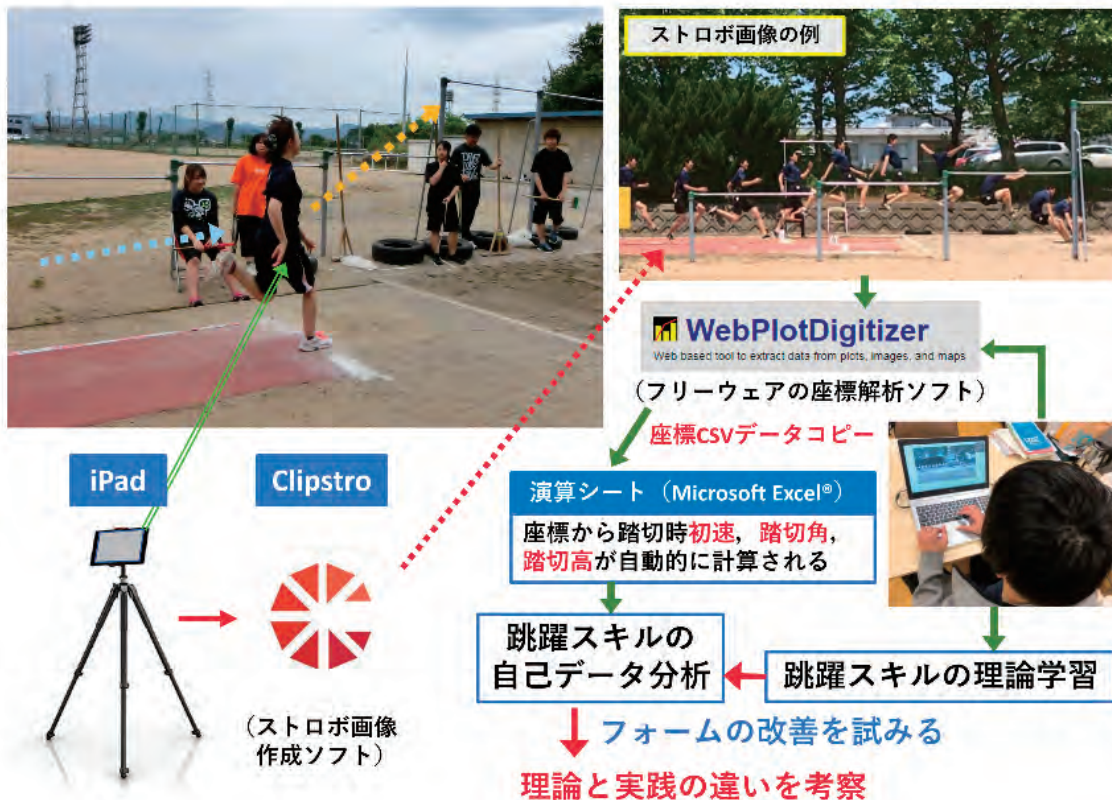 ストロボ画像の例
WebPlotDigitizer
Web based tool to extract data from plots, images, and maps
(フリーウェアの座標解析ソフト)
座標CSVデータコピー
iPad
Clipstro
演算シート（Microsoft Excel®）
座標から踏切時初速，踏切角，
踏切高が自動的に計算される
跳躍スキルの
自己データ分析
跳躍スキルの理論学習
(ストロボ画像
作成ソフト)
フォームの改善を試みる
理論と実践の違いを考察